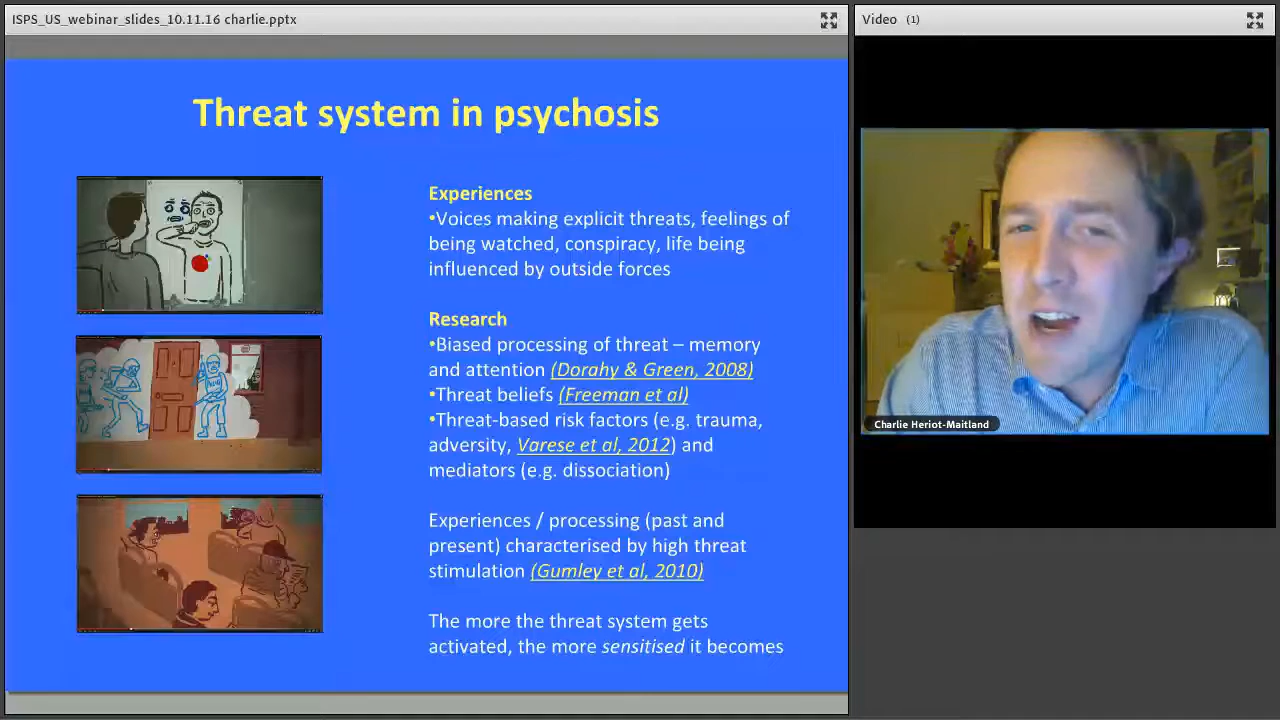 ISPS_US_webinar_slides_10.11.16 charlie.pptx
Video (1)
Threat system in psychosis
Experiences
•Voices making explicit threats, feelings of
being watched, conspiracy, life being
influenced by outside forces
Research
•Biased processing of threat – memory
and attention (Dorahy & Green, 2008)
•Threat beliefs (Freeman et al)
•Threat-based risk factors (e.g. trauma,
adversity, Varese et al, 2012) and
mediators (e.g. dissociation)
Experiences / processing (past and
present) characterised by high threat
stimulation (Gumley et al, 2010)
The more the threat system gets
activated, the more sensitised it becomes
Charlie Heriot-Maitland